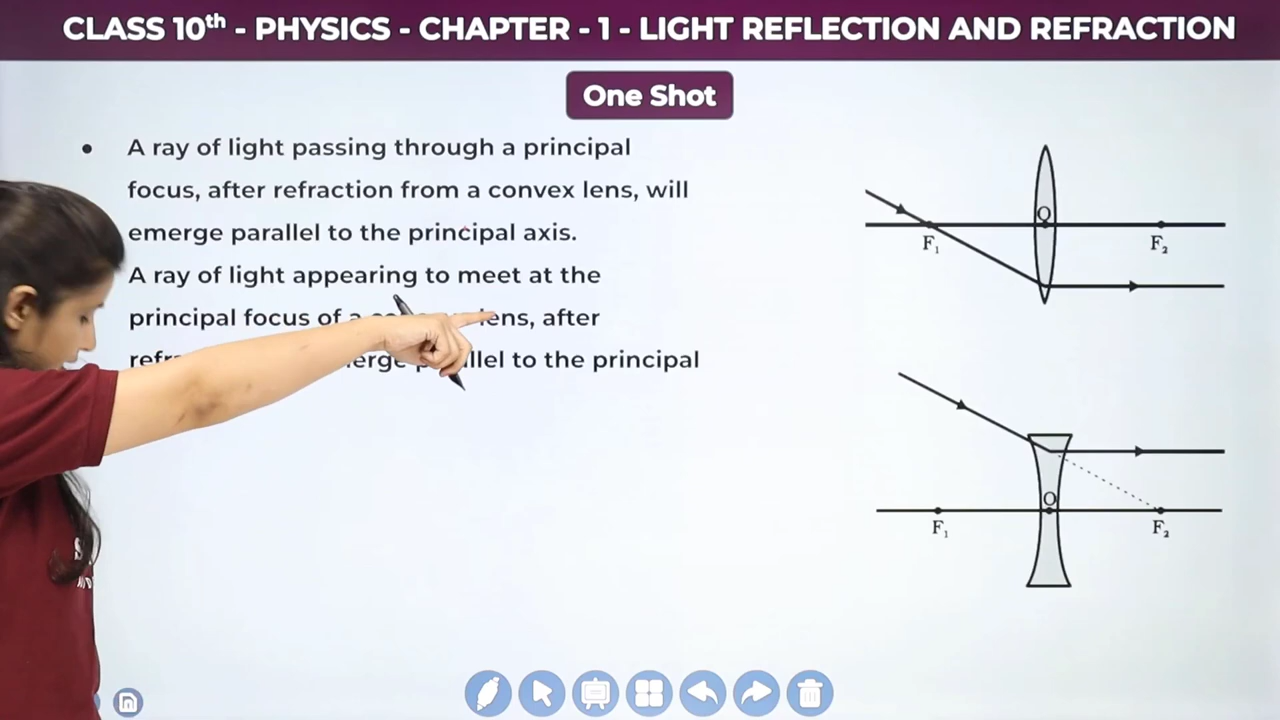 CLASS 10th - PHYSICS - CHAPTER - 1 - LIGHT REFLECTION AND REFRACTION
One Shot
• A ray of light passing through a principal
focus, after refraction from a convex lens, will
emerge parallel to the principal axis.
A ray of light appearing to meet at the
principal focus of a lens, after
parallel to the principal
O
F₁
F₂
O
F₁
F₂